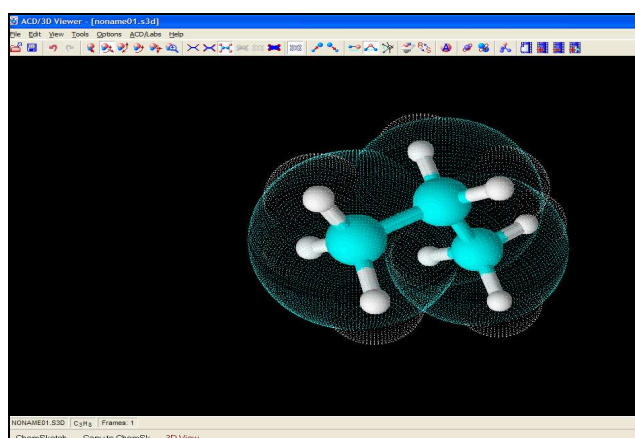 ACD/3D Viewer - [noname01.s3d]
File Edit View Tools Options ACD/Labs Help
NONAME01.S3D C3H8 Frames: 1
ChemSketch Copy to ChemSk 3D View